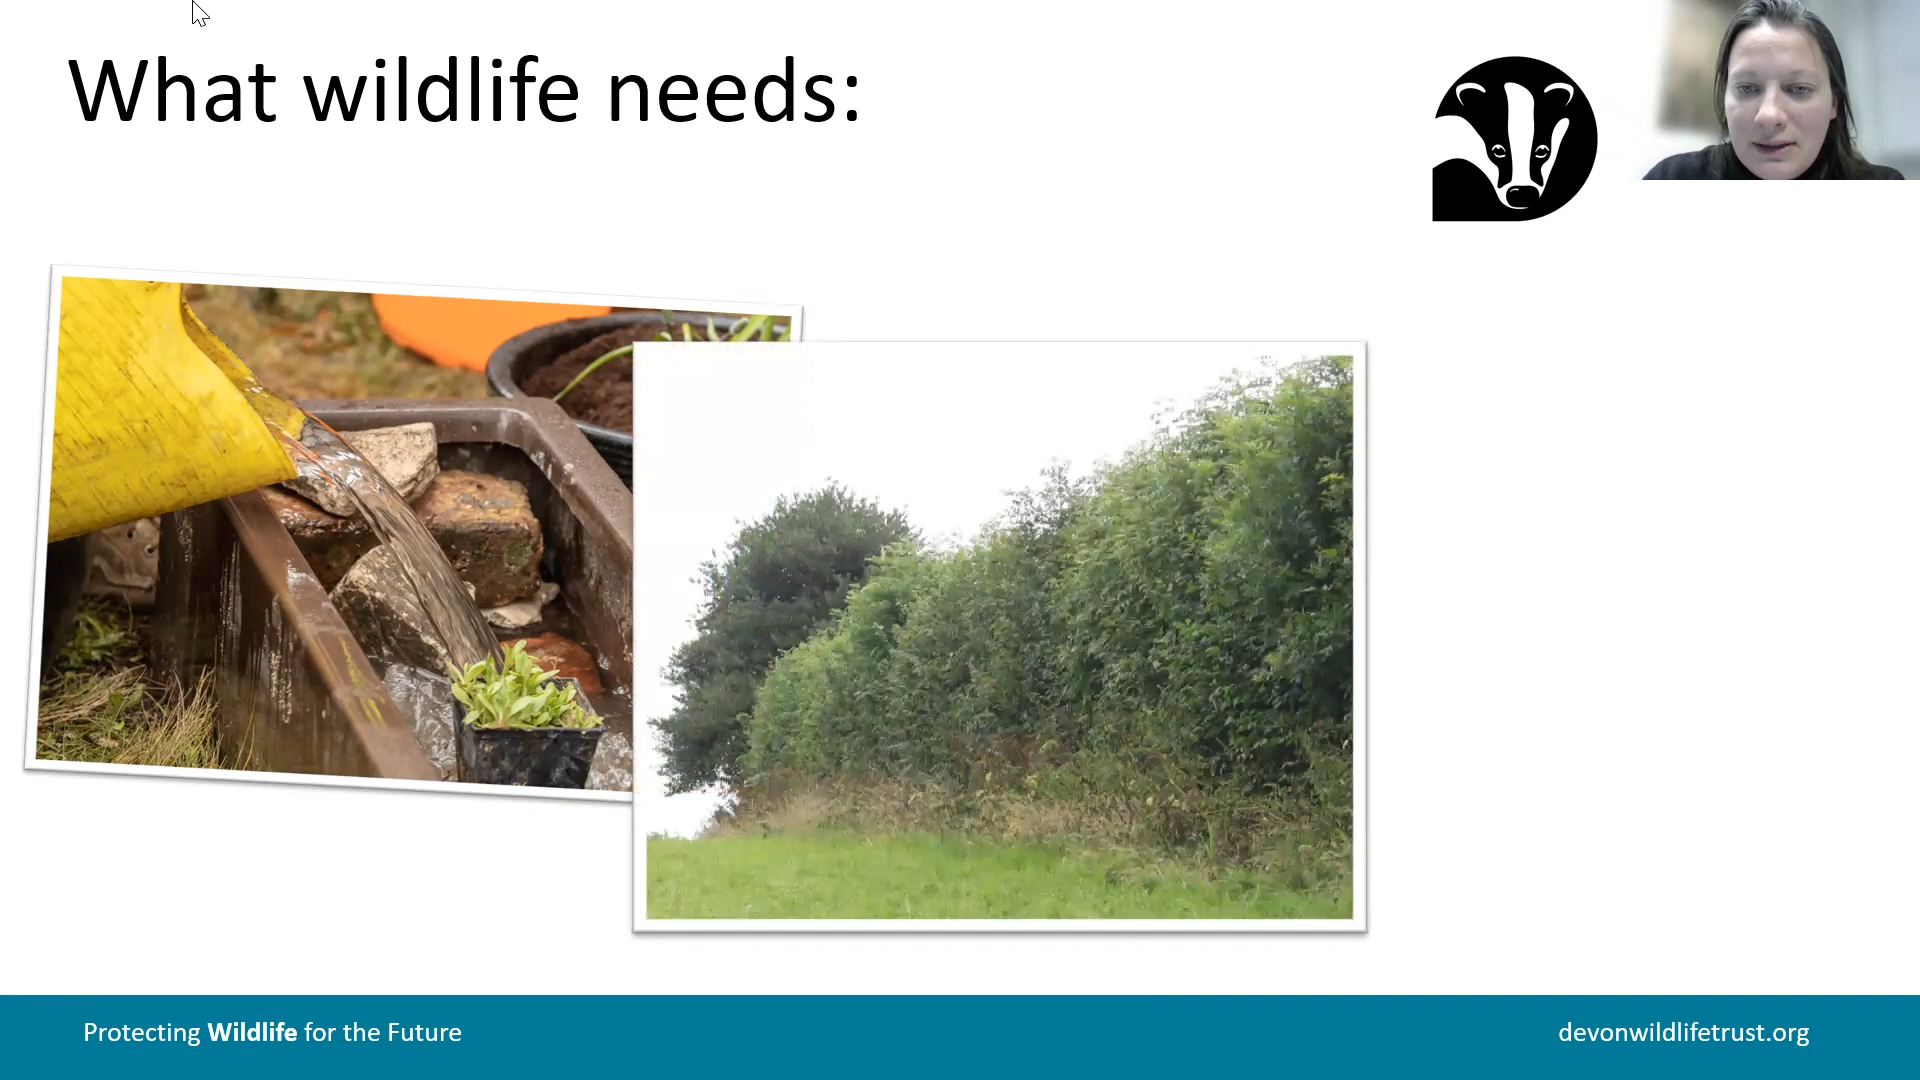 What wildlife needs:
Protecting Wildlife for the Future
devonwildlifetrust.org